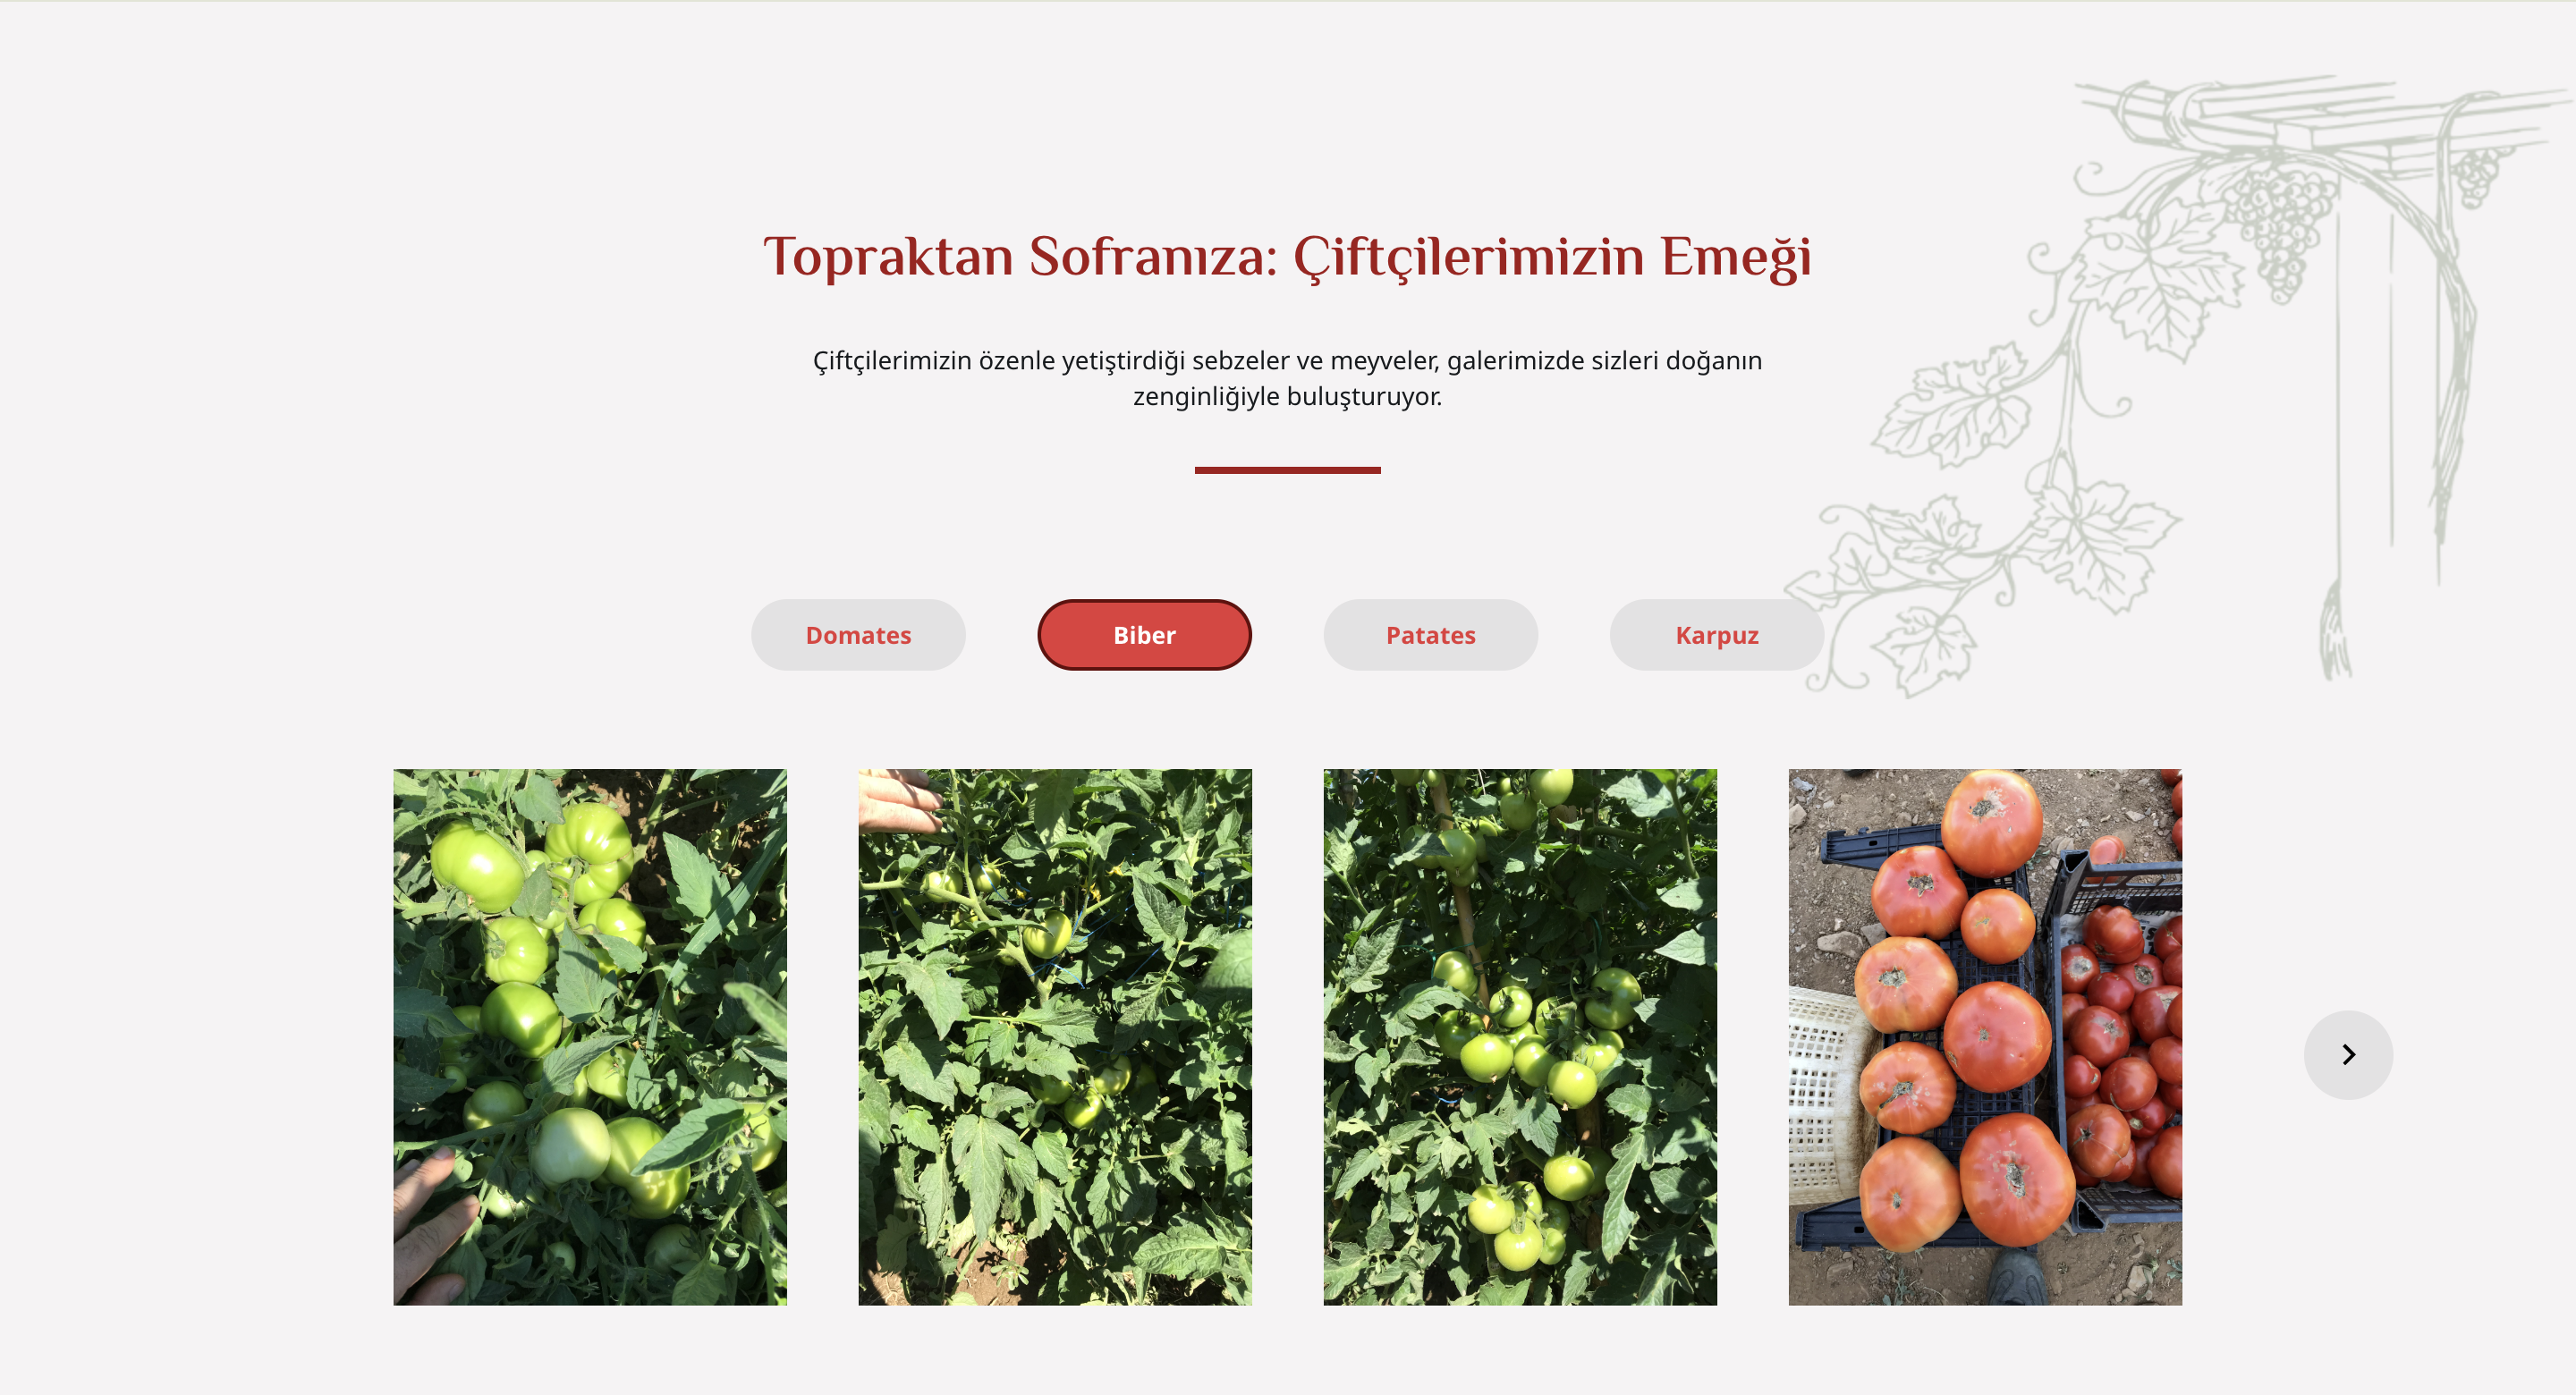 Topraktan Sofranıza: Çiftçilerimizin Emeği
Çiftçilerimizin özenle yetiştirdiği sebzeler ve meyveler, galerimizde sizleri doğanın
zenginliğiyle buluşturuyor.
Domates
Biber
Patates
Karpuz